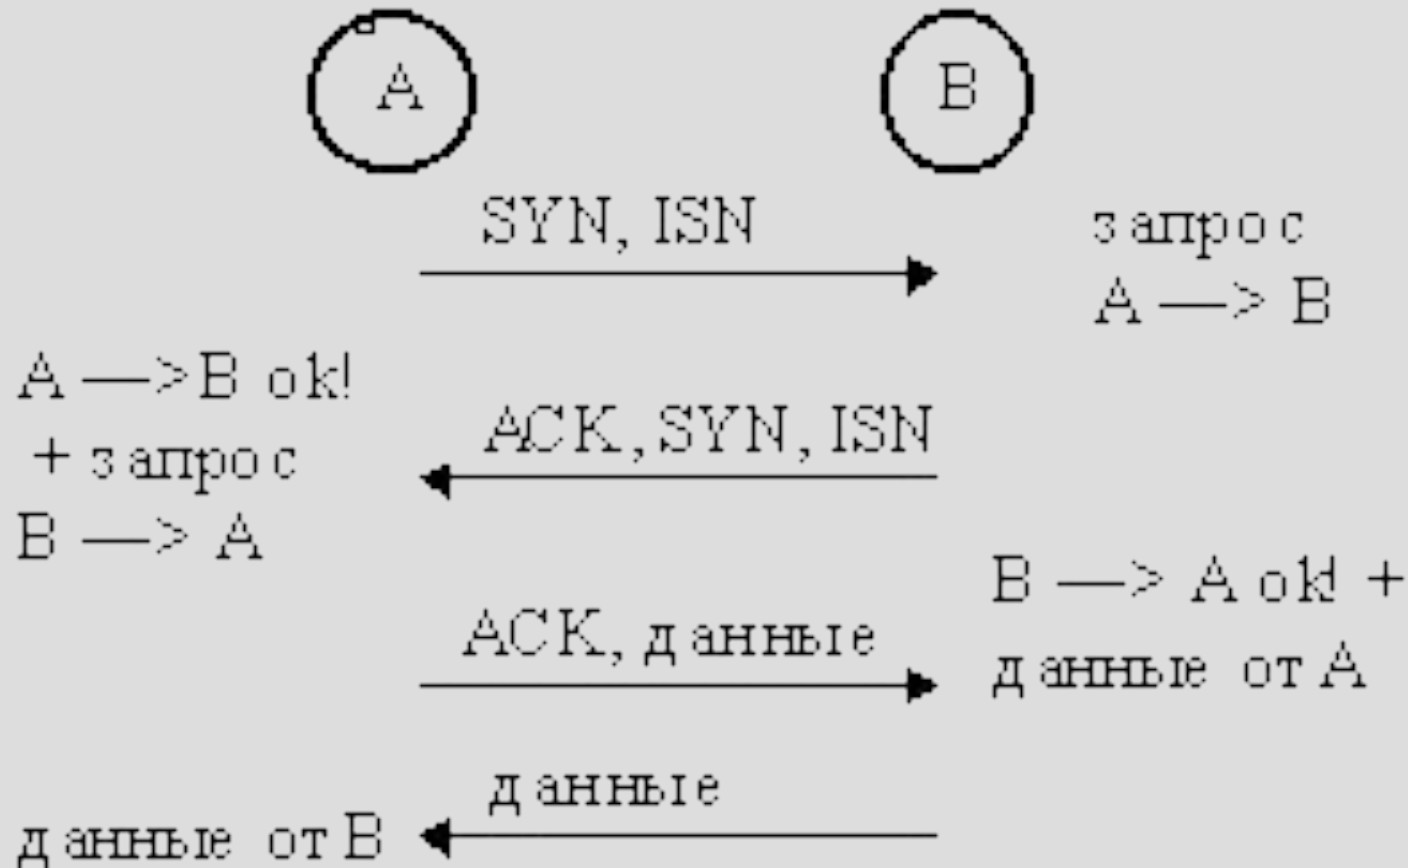 A
B
SYN, ISN
запрос
A —> B
A —>B ok!
+ запрос
B —> A
ACK, SYN, ISN
B —> A ok! +
данные от A
ACK, данные
данные
данные от B